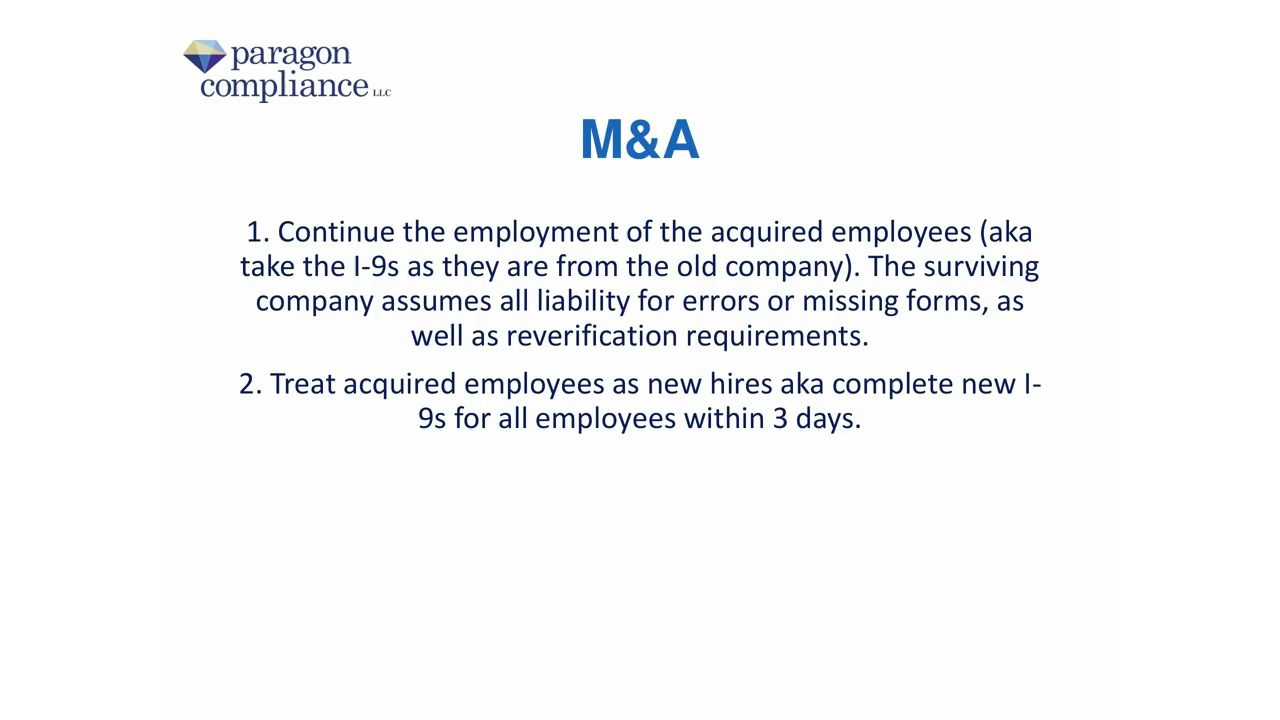 paragon
compliance LLC
M&A
1. Continue the employment of the acquired employees (aka
take the I-9s as they are from the old company). The surviving
company assumes all liability for errors or missing forms, as
well as reverification requirements.
2. Treat acquired employees as new hires aka complete new I-
9s for all employees within 3 days.